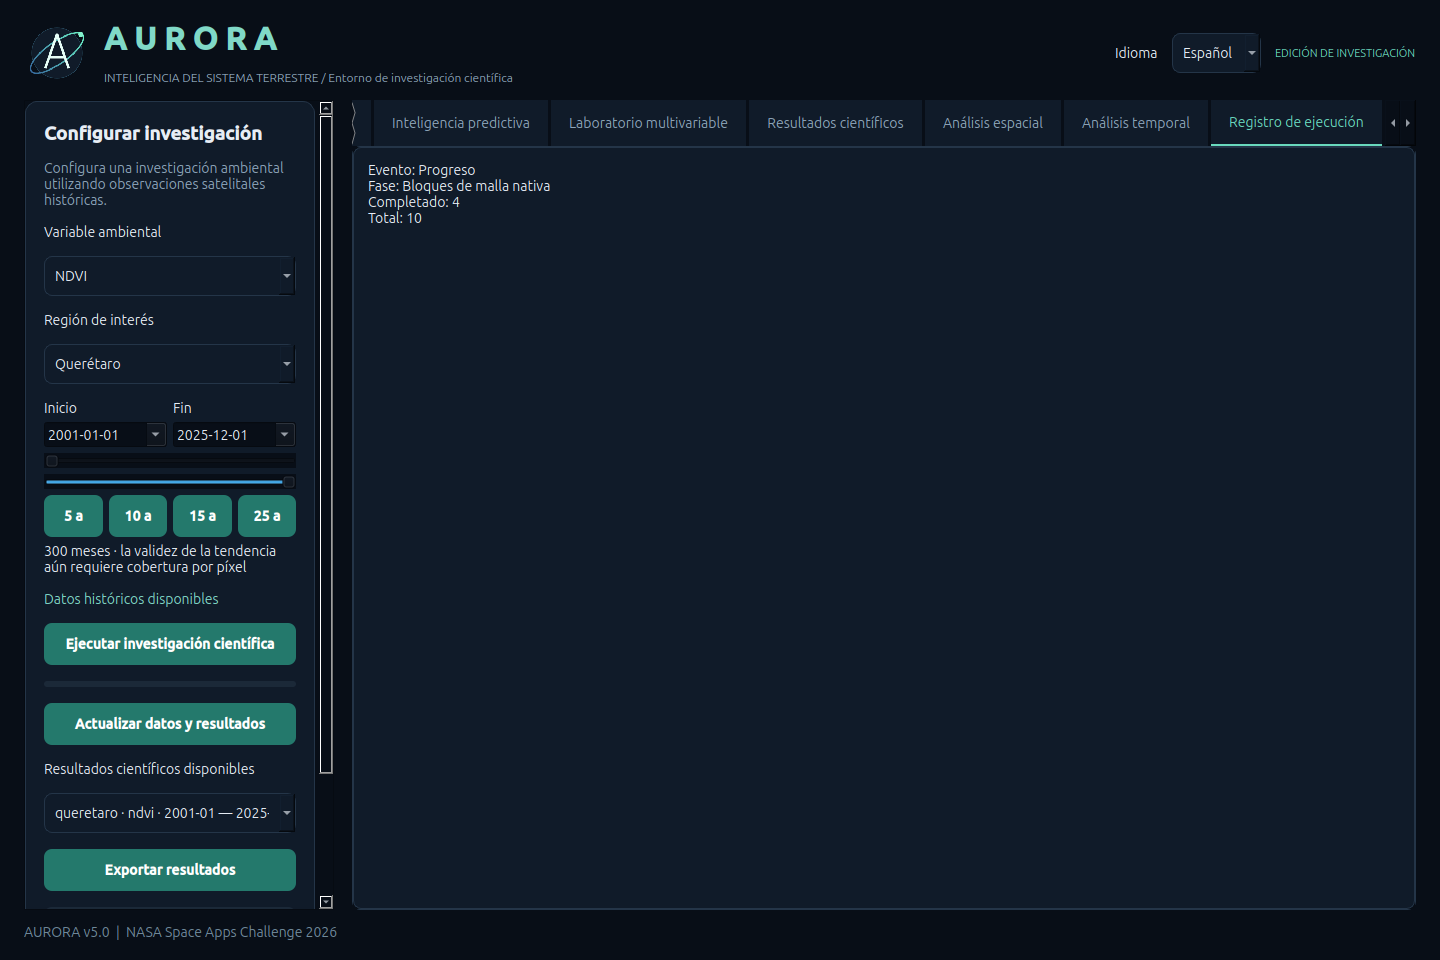 AURORA
INTELIGENCIA DEL SISTEMA TERRESTRE / Entorno de investigación científica
Idioma
Español
EDICIÓN DE INVESTIGACIÓN
Configurar investigación
Configura una investigación ambiental
utilizando observaciones satelitales
históricas.
Variable ambiental
NDVI
Región de interés
Querétaro
Inicio
Fin
2001-01-01
2025-12-01
5 a
10 a
15 a
25 a
300 meses · la validez de la tendencia
aún requiere cobertura por píxel
Datos históricos disponibles
Ejecutar investigación científica
Actualizar datos y resultados
Resultados científicos disponibles
queretaro · ndvi · 2001-01 — 2025-
Exportar resultados
Inteligencia predictiva
Laboratorio multivariable
Resultados científicos
Análisis espacial
Análisis temporal
Registro de ejecución
Evento: Progreso
Fase: Bloques de malla nativa
Completado: 4
Total: 10
AURORA v5.0 | NASA Space Apps Challenge 2026